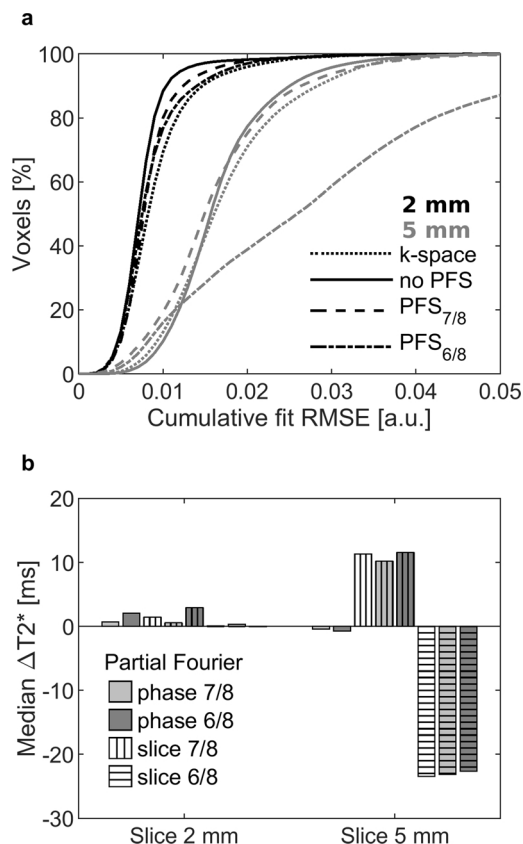 a
100
80
60
40
20
0
Voxels [%]
2 mm
5 mm
k-space
no PFS
PFS7/8
PFS6/8
0
0.01
0.02
0.03
0.04
0.05
Cumulative fit RMSE [a.u.]
b
20
10
0
-10
-20
-30
Median ΔT2* [ms]
Partial Fourier
phase 7/8
phase 6/8
slice 7/8
slice 6/8
Slice 2 mm
Slice 5 mm